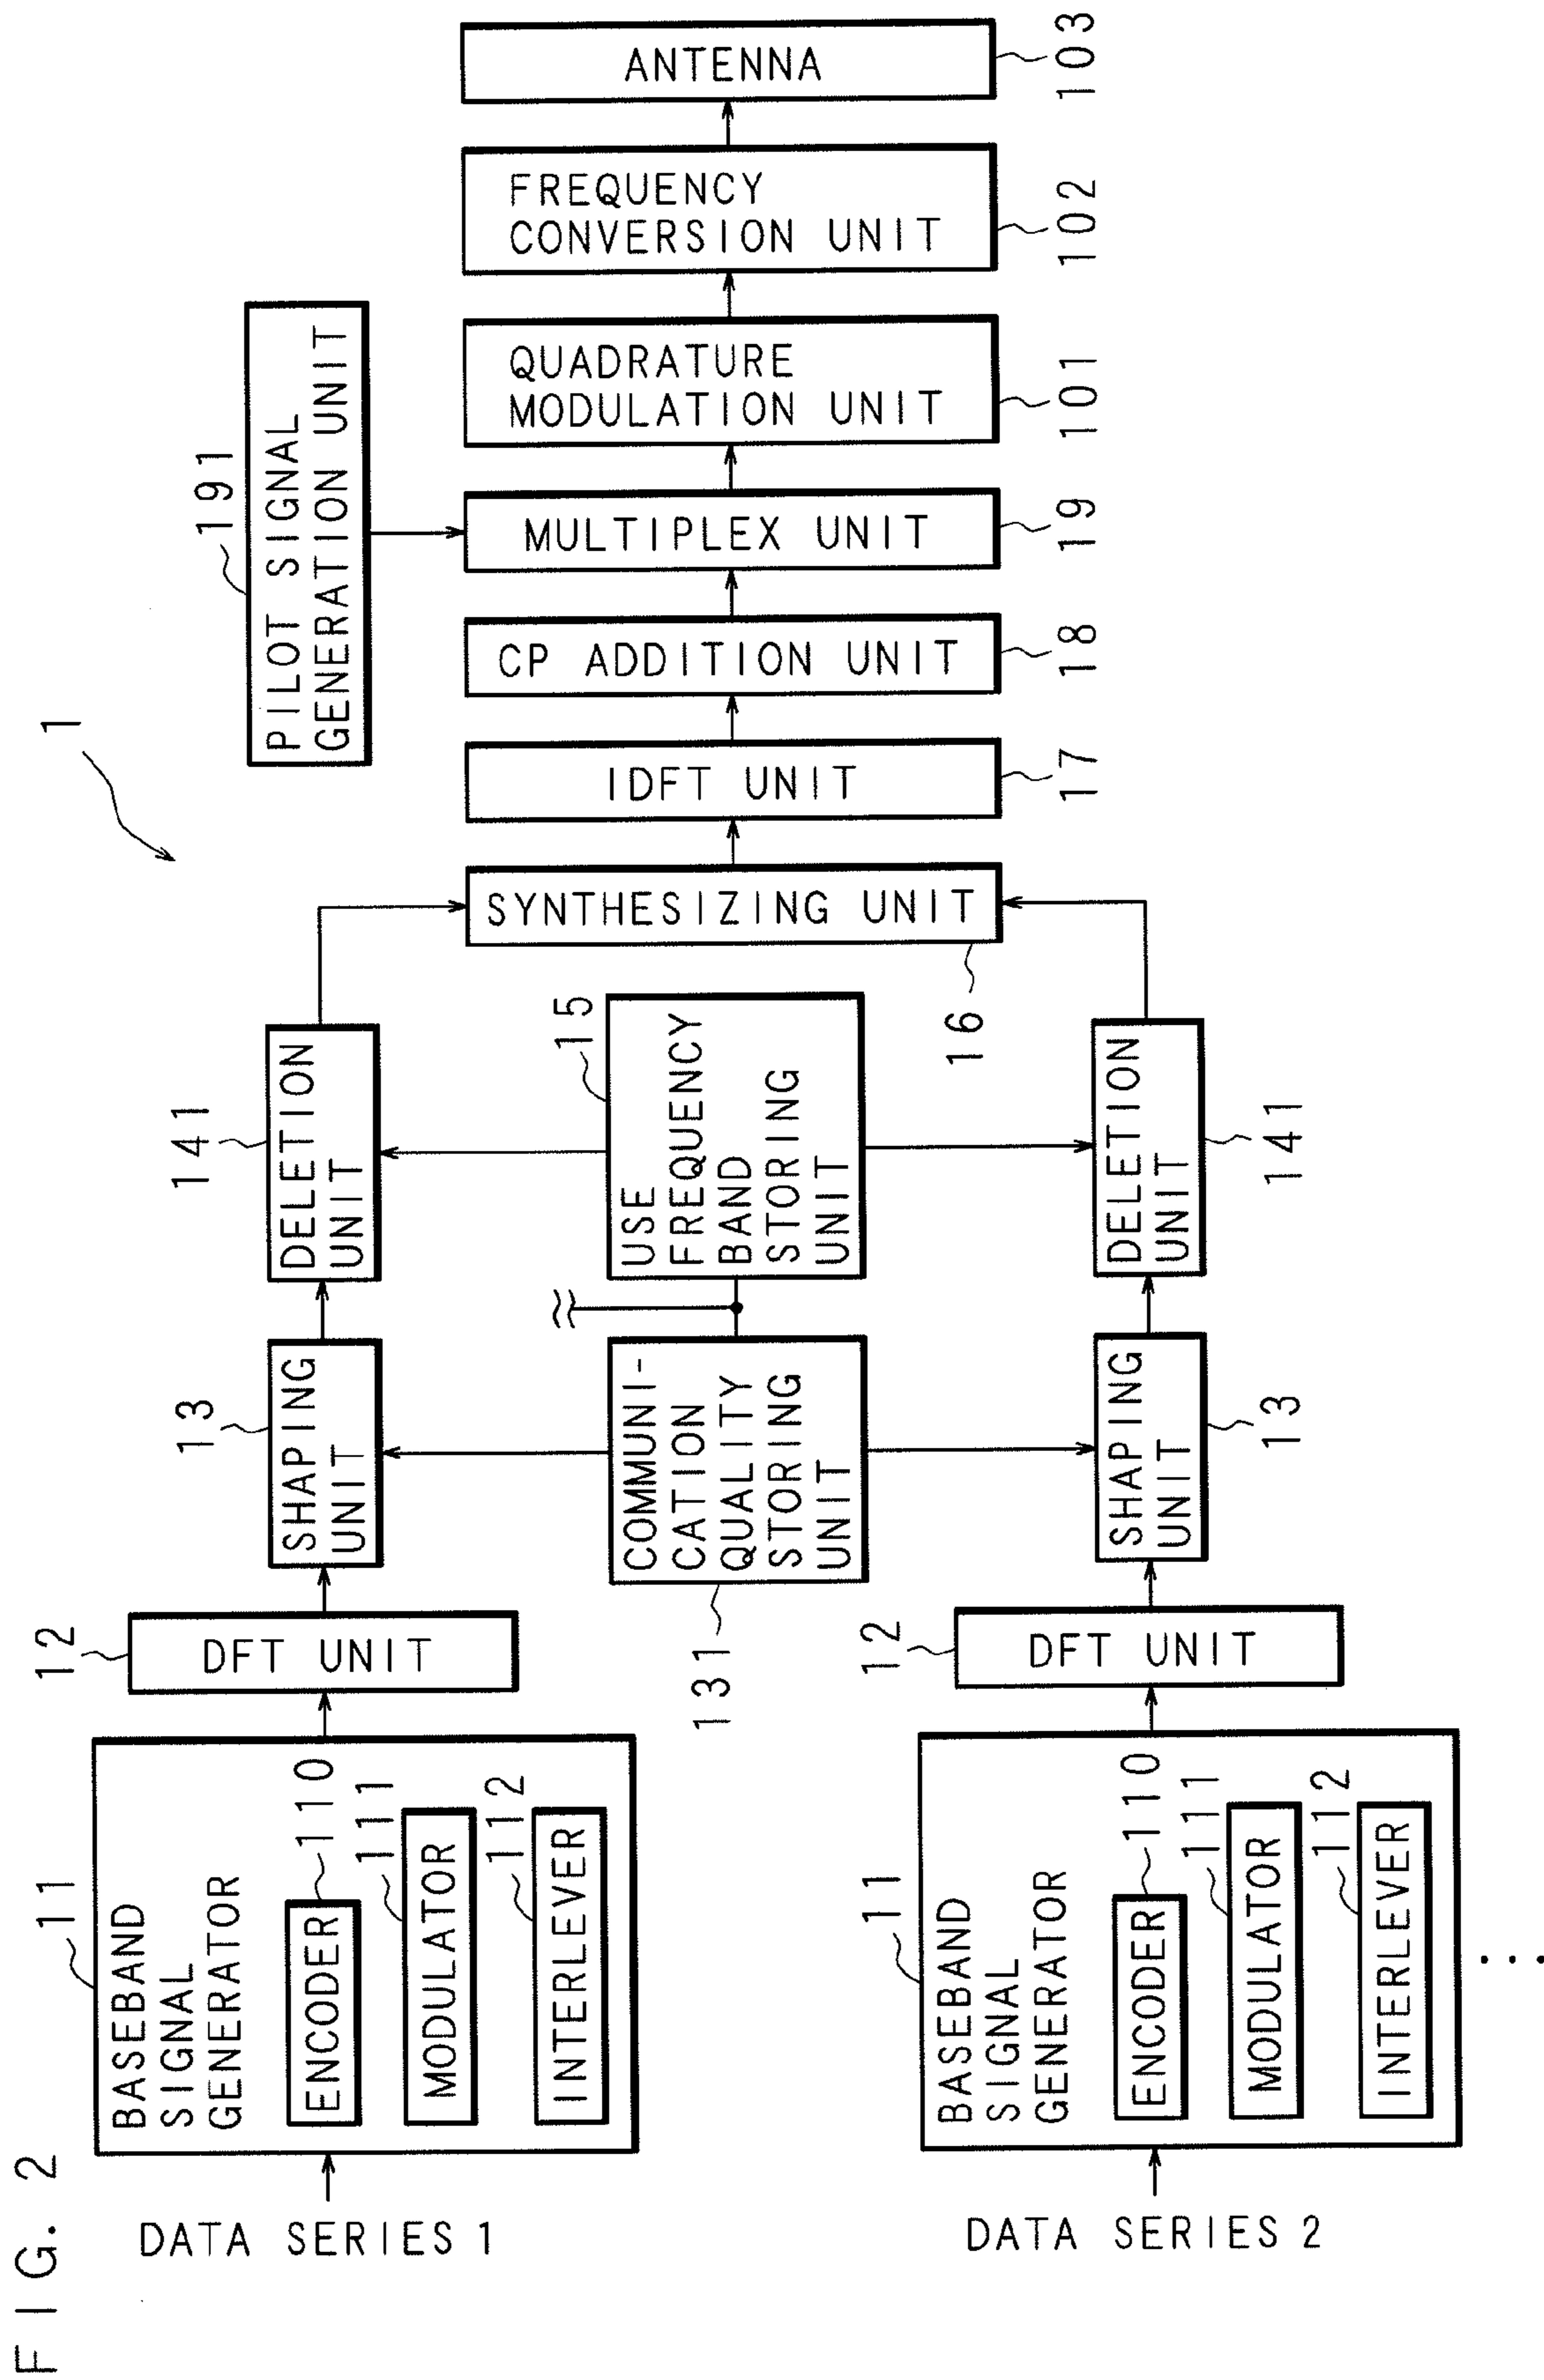 FIG. 2
1
DATA SERIES 1
11
BASEBAND
SIGNAL
GENERATOR
ENCODER
110
MODULATOR
111
INTERLEVER
112
12
DFT UNIT
13
SHAPING
UNIT
141
DELETION
UNIT
131
COMMUNI-
CATION
QUALITY
STORING
UNIT
15
USE
FREQUENCY
BAND
STORING
UNIT
DATA SERIES 2
11
BASEBAND
SIGNAL
GENERATOR
ENCODER
110
MODULATOR
111
INTERLEVER
112
12
DFT UNIT
SHAPING
UNIT
13
DELETION
UNIT
141
SYNTHESIZING UNIT
16
IDFT UNIT
17
CP ADDITION UNIT
18
191
PILOT SIGNAL
GENERATION UNIT
MULTIPLEX UNIT
19
QUADRATURE
MODULATION UNIT
101
FREQUENCY
CONVERSION UNIT
102
ANTENNA
103